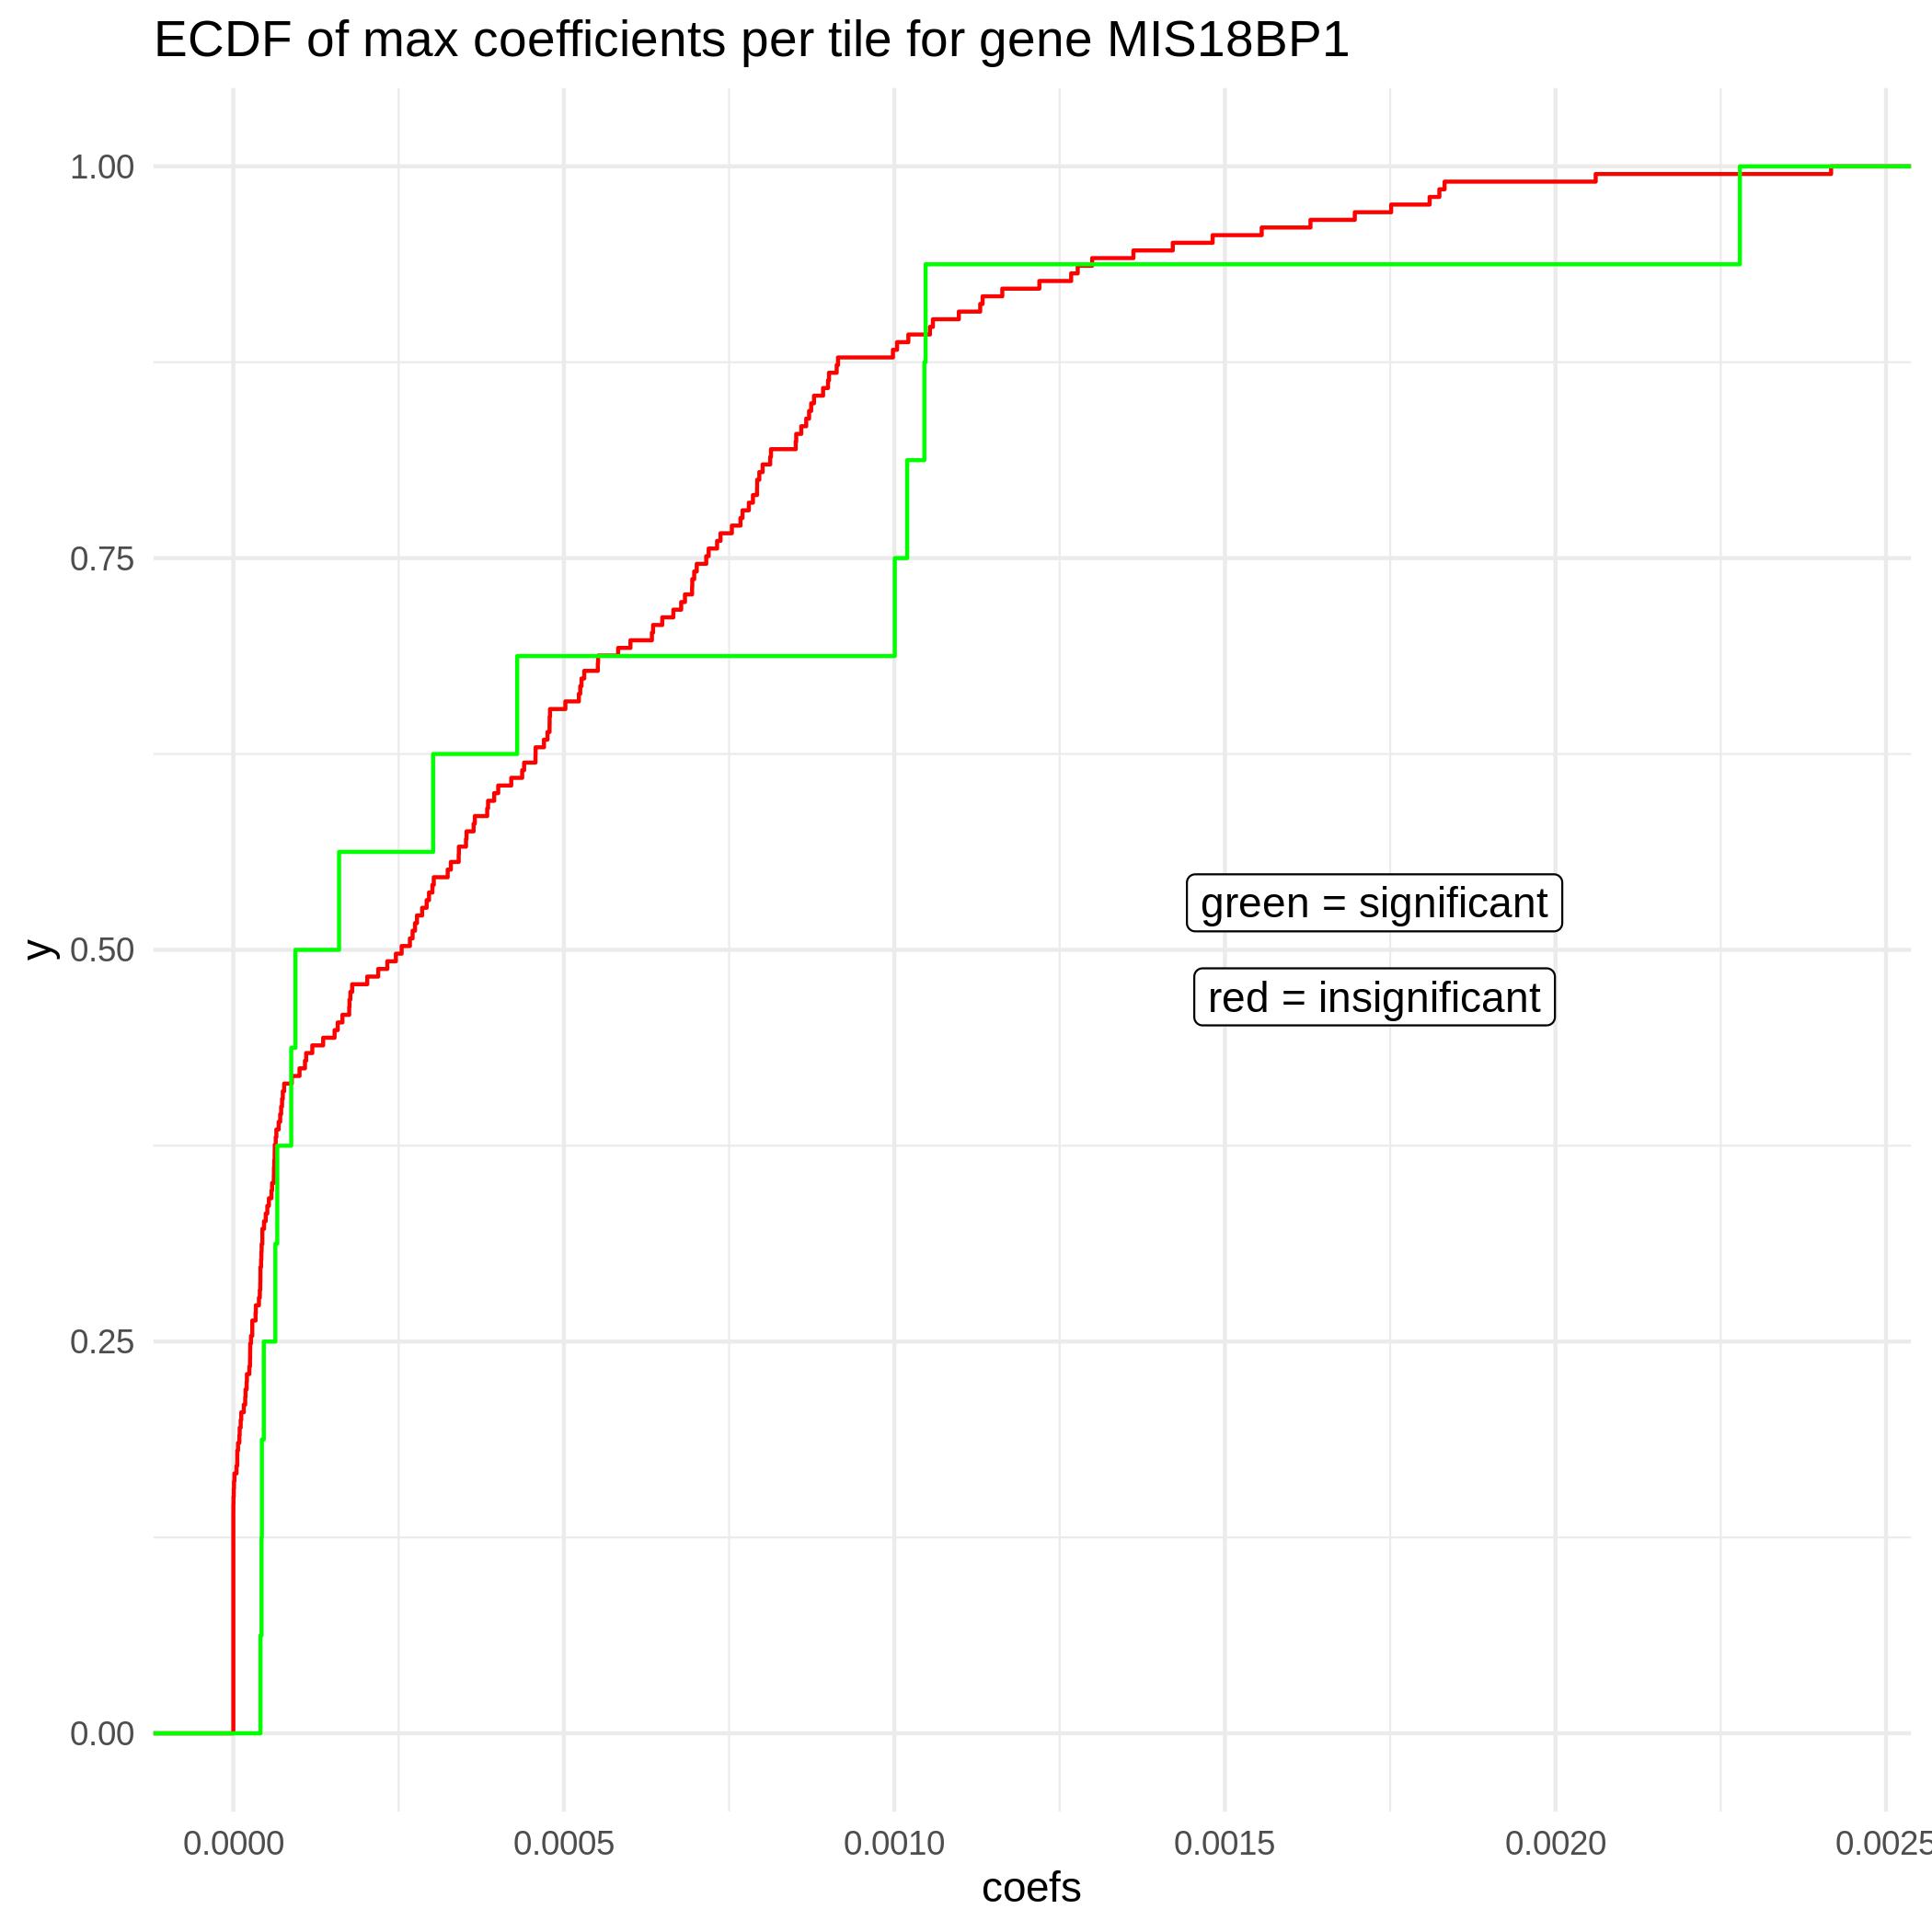 ECDF of max coefficients per tile for gene MIS18BP1
1.00
0.75
0.50
0.25
0.00
y
green = significant
red = insignificant
0.0000 0.0005 0.0010 0.0015 0.0020 0.0025
coefs